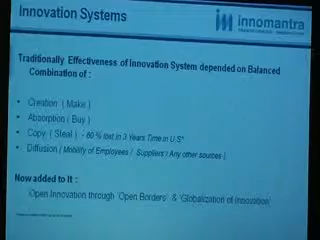 Innovation Systems
innomantra
Traditionally Effectiveness of Innovation System depended on Balanced
Combination of :
• Creation ( Make )
• Absorption ( Buy )
• Copy ( Steal ) - 60 % lost in 3 Years Time in U.S*
• Diffusion ( Mobility of Employees / Suppliers / Any other sources )
Now added to It :
'Open Innovation through 'Open Borders' & 'Globalization of Innovation'